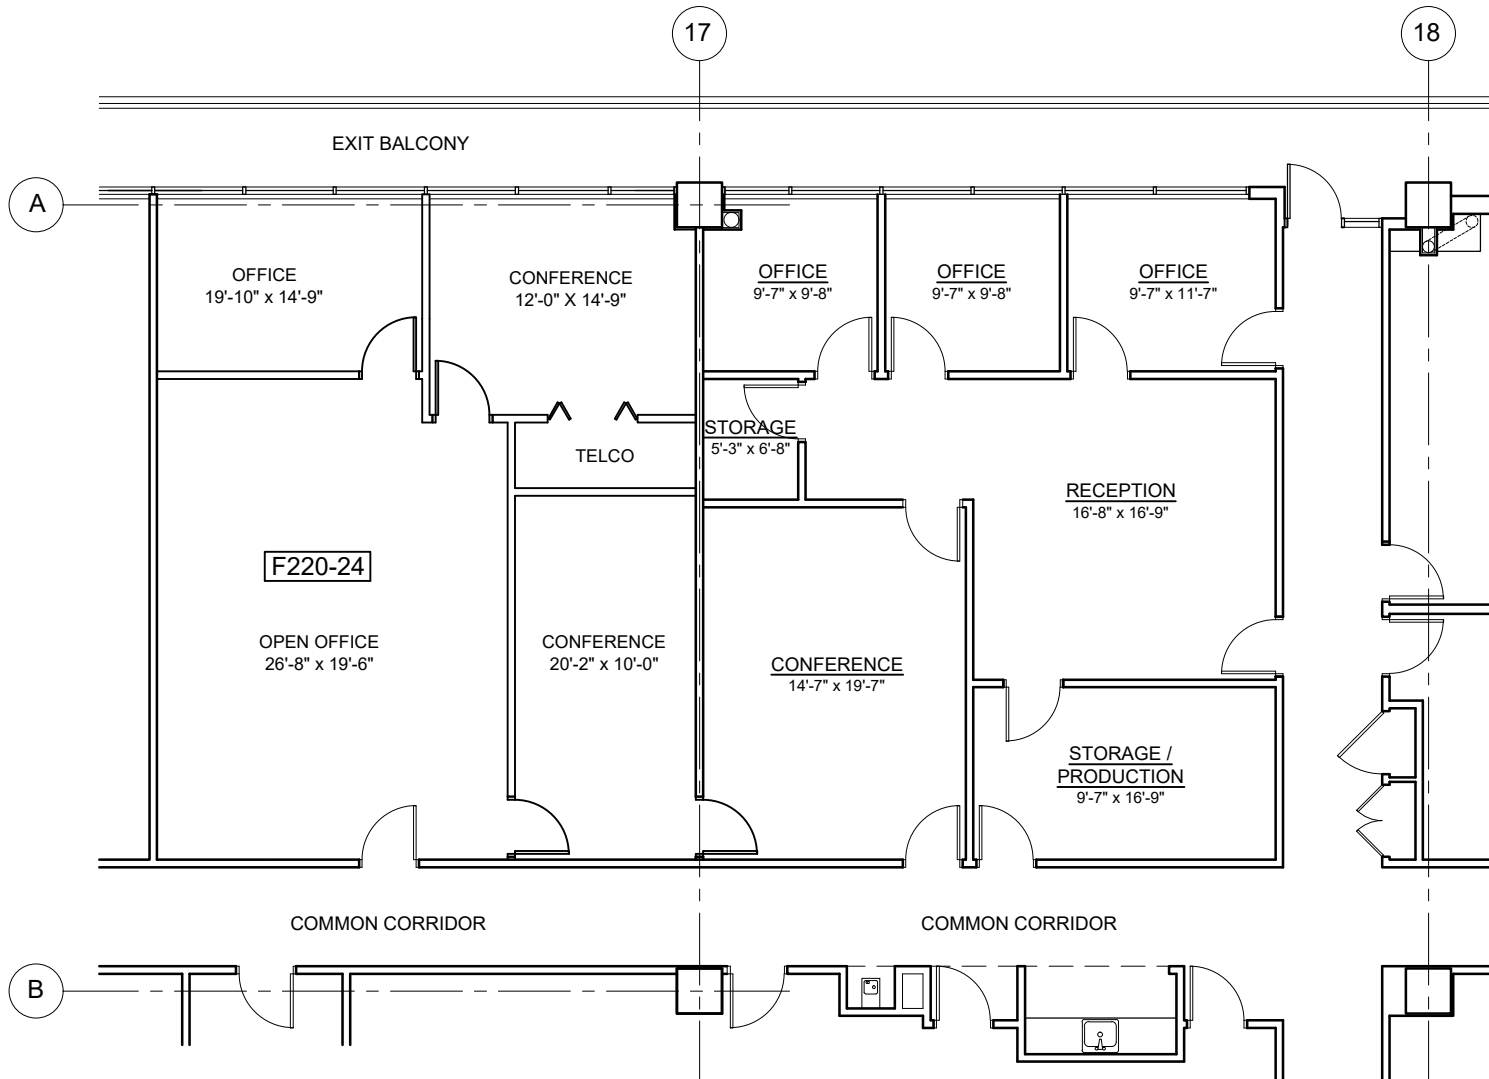 17
18
EXIT BALCONY
A
OFFICE
19'-10" x 14'-9"
CONFERENCE
12'-0" X 14'-9"
OFFICE
9'-7" x 9'-8"
OFFICE
9'-7" x 9'-8"
OFFICE
9'-7" x 11'-7"
STORAGE
5'-3" x 6'-8"
TELCO
RECEPTION
16'-8" x 16'-9"
F220-24
OPEN OFFICE
26'-8" x 19'-6"
CONFERENCE
20'-2" x 10'-0"
CONFERENCE
14'-7" x 19'-7"
STORAGE /
PRODUCTION
9'-7" x 16'-9"
COMMON CORRIDOR
COMMON CORRIDOR
B